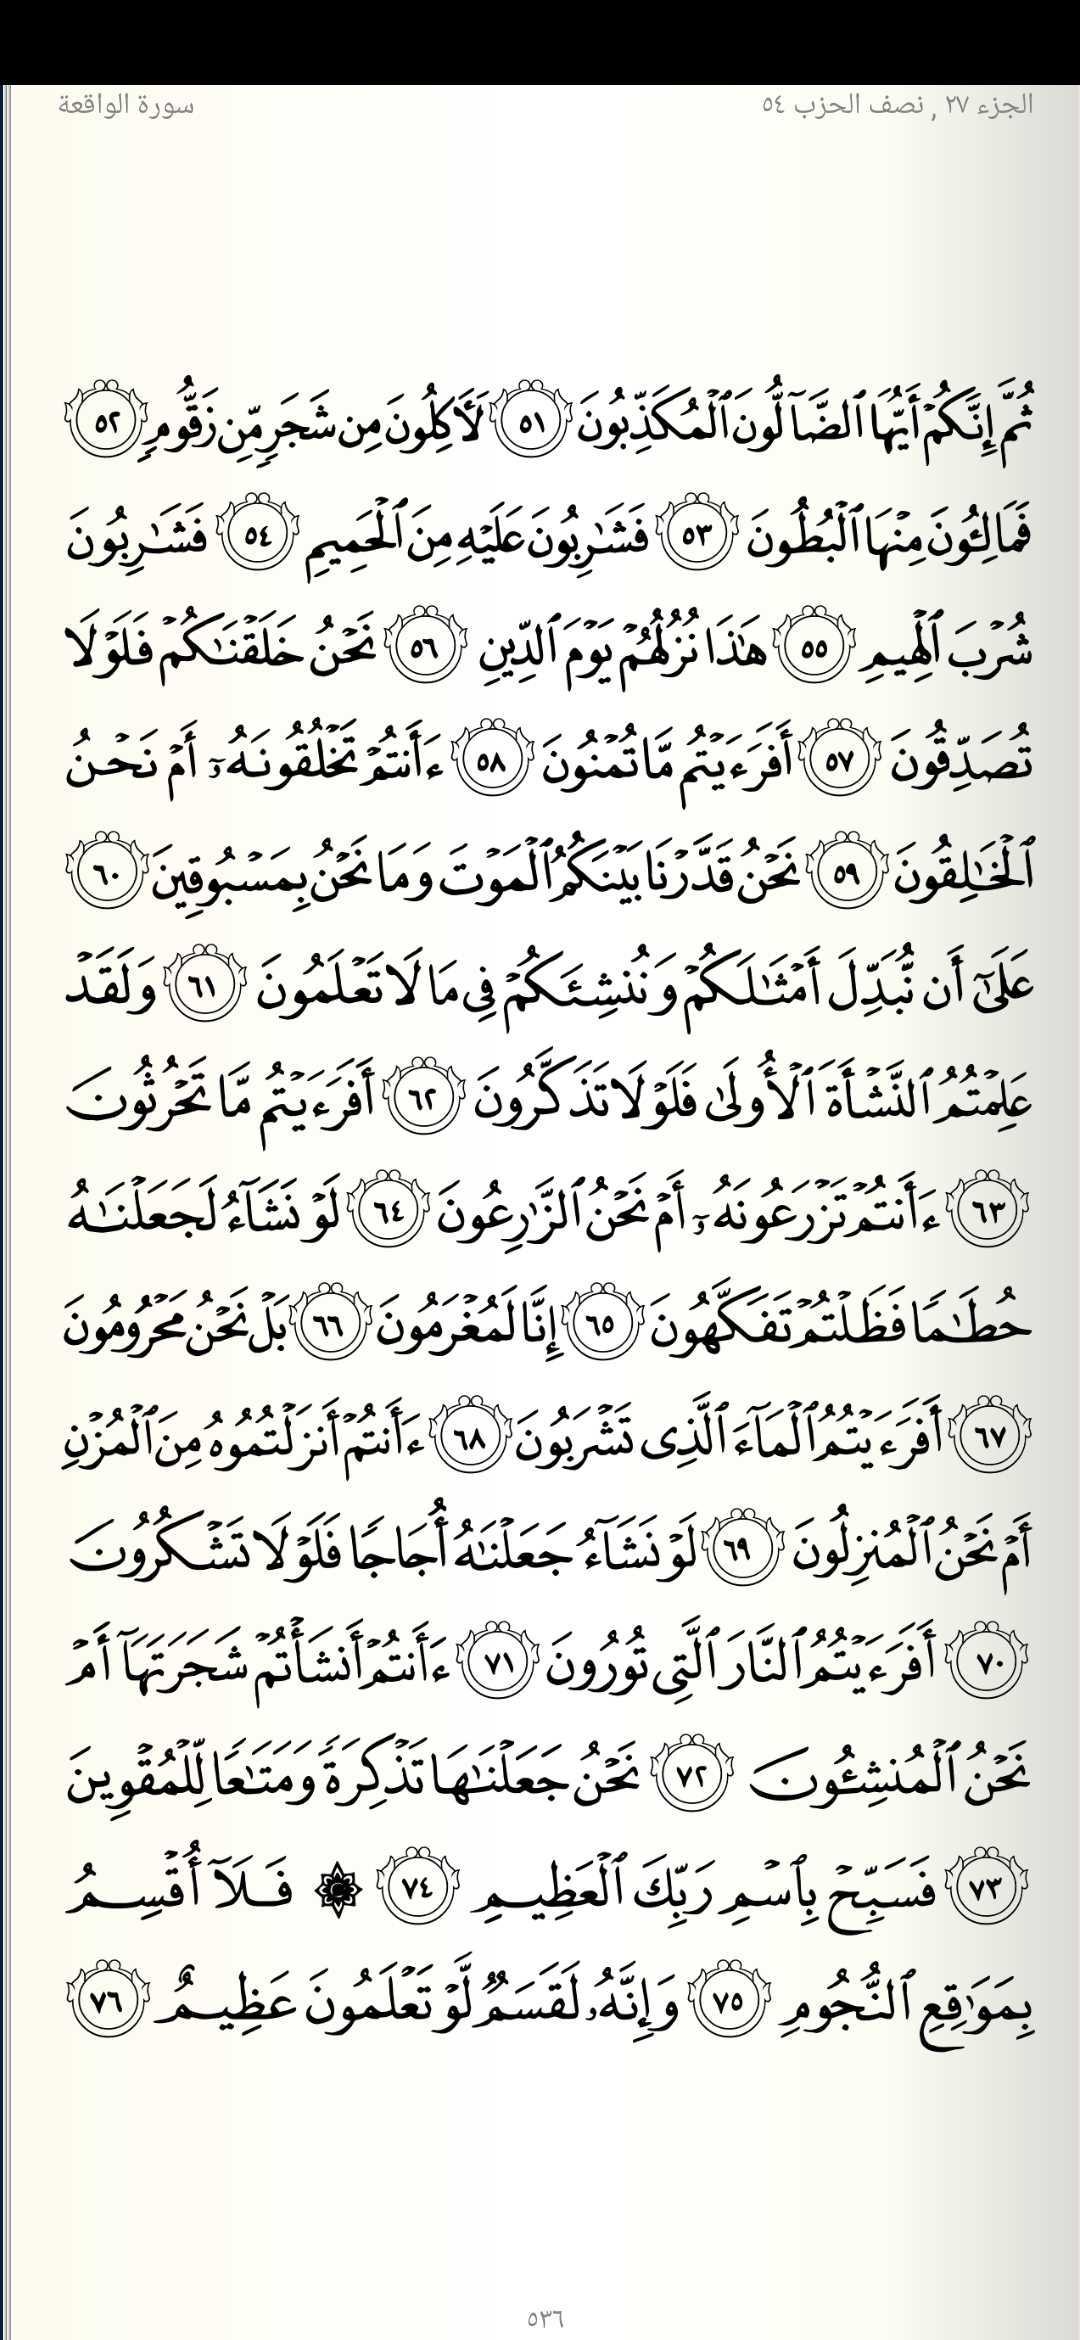 الجزء ٢٧ , نصف الحزب ٥٤
سورة الواقعة
ثُمَّ إِنَّكُمْ أَيُّهَا ٱلضَّآلُّونَ ٱلْمُكَذِّبُونَ ٥١ لَـَٔاكِلُونَ مِن شَجَرٍ مِّن زَقُّومٍ ٥٢
فَمَالِـُٔونَ مِنْهَا ٱلْبُطُونَ ٥٣ فَشَٰرِبُونَ عَلَيْهِ مِنَ ٱلْحَمِيمِ ٥٤ فَشَٰرِبُونَ
شُرْبَ ٱلْهِيمِ ٥٥ هَٰذَا نُزُلُهُمْ يَوْمَ ٱلدِّينِ ٥٦ نَحْنُ خَلَقْنَٰكُمْ فَلَوْلَا
تُصَدِّقُونَ ٥٧ أَفَرَءَيْتُم مَّا تُمْنُونَ ٥٨ ءَأَنتُمْ تَخْلُقُونَهُۥٓ أَمْ نَحْنُ
ٱلْخَٰلِقُونَ ٥٩ نَحْنُ قَدَّرْنَا بَيْنَكُمُ ٱلْمَوْتَ وَمَا نَحْنُ بِمَسْبُوقِينَ ٦٠
عَلَىٰٓ أَن نُّبَدِّلَ أَمْثَٰلَكُمْ وَنُنشِئَكُمْ فِى مَا لَا تَعْلَمُونَ ٦١ وَلَقَدْ
عَلِمْتُمُ ٱلنَّشْأَةَ ٱلْأُولَىٰ فَلَوْلَا تَذَكَّرُونَ ٦٢ أَفَرَءَيْتُم مَّا تَحْرُثُونَ
٦٣ ءَأَنتُمْ تَزْرَعُونَهُۥٓ أَمْ نَحْنُ ٱلزَّٰرِعُونَ ٦٤ لَوْ نَشَآءُ لَجَعَلْنَٰهُ
حُطَٰمًا فَظَلْتُمْ تَفَكَّهُونَ ٦٥ إِنَّا لَمُغْرَمُونَ ٦٦ بَلْ نَحْنُ مَحْرُومُونَ
٦٧ أَفَرَءَيْتُمُ ٱلْمَآءَ ٱلَّذِى تَشْرَبُونَ ٦٨ ءَأَنتُمْ أَنزَلْتُمُوهُ مِنَ ٱلْمُزْنِ
أَمْ نَحْنُ ٱلْمُنزِلُونَ ٦٩ لَوْ نَشَآءُ جَعَلْنَٰهُ أُجَاجًا فَلَوْلَا تَشْكُرُونَ
٧٠ أَفَرَءَيْتُمُ ٱلنَّارَ ٱلَّتِى تُورُونَ ٧١ ءَأَنتُمْ أَنشَأْتُمْ شَجَرَتَهَآ أَمْ
نَحْنُ ٱلْمُنشِـُٔونَ ٧٢ نَحْنُ جَعَلْنَٰهَا تَذْكِرَةً وَمَتَٰعًا لِّلْمُقْوِينَ
٧٣ فَسَبِّحْ بِٱسْمِ رَبِّكَ ٱلْعَظِيمِ ٧٤ ۞ فَلَآ أُقْسِمُ
بِمَوَٰقِعِ ٱلنُّجُومِ ٧٥ وَإِنَّهُۥ لَقَسَمٌ لَّوْ تَعْلَمُونَ عَظِيمٌ ٧٦
٥٣٦